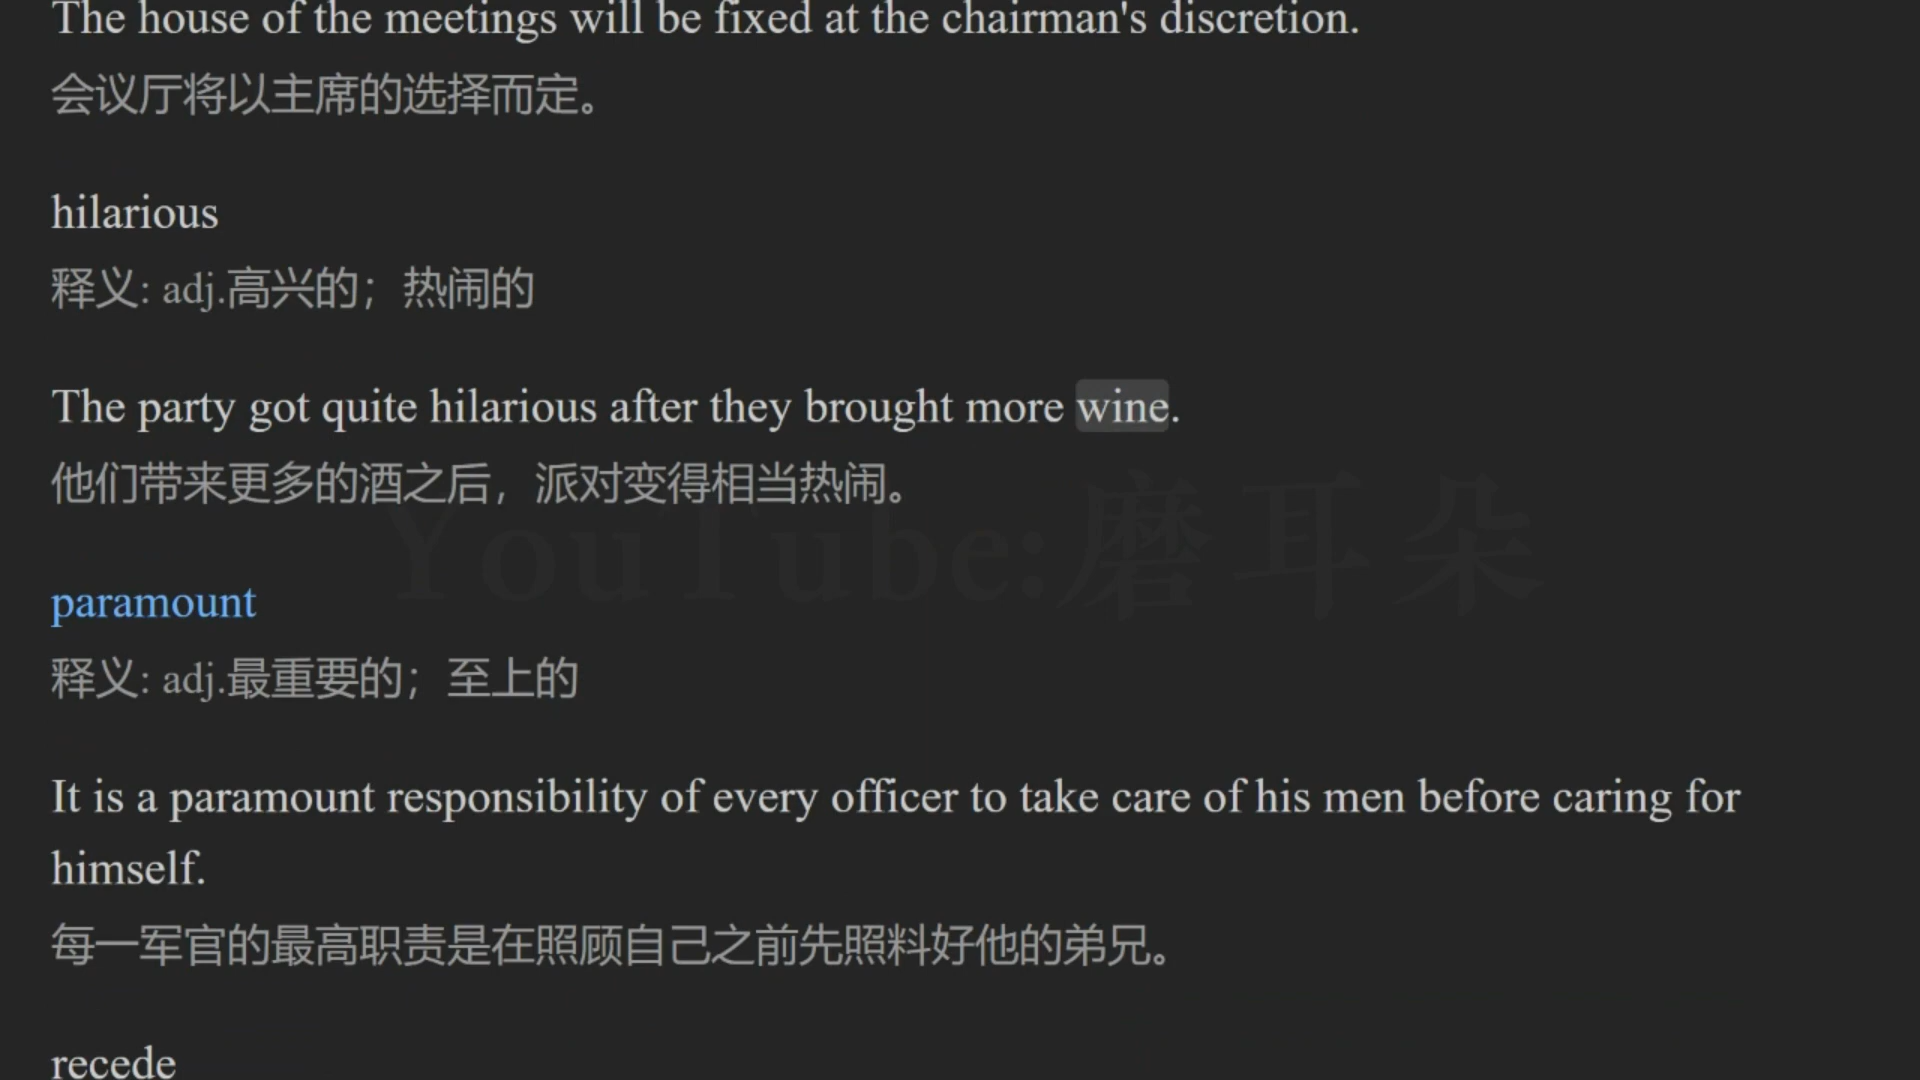 The house of the meetings will be fixed at the chairman's discretion.
会议厅将以主席的选择而定。
hilarious
释义: adj.高兴的；热闹的
The party got quite hilarious after they brought more wine.
他们带来更多的酒之后，派对变得相当热闹。
YouTube:磨耳朵
paramount
释义: adj.最重要的；至上的
It is a paramount responsibility of every officer to take care of his men before caring for
himself.
每一军官的最高职责是在照顾自己之前先照料好他的弟兄。
recede